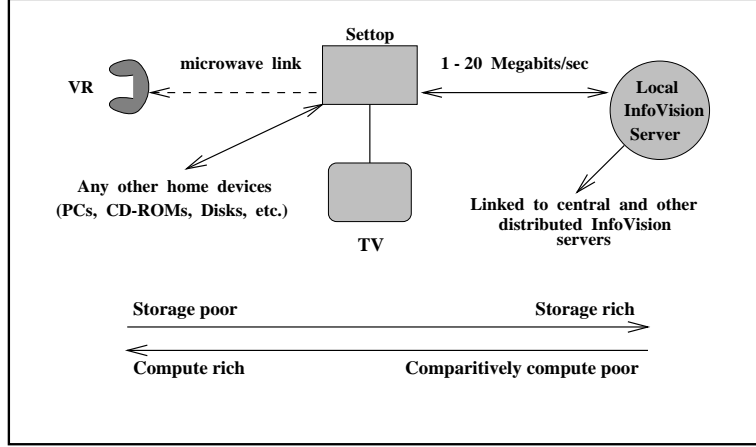 Settop
microwave link
1 - 20 Megabits/sec
VR
Local
InfoVision
Server
Any other home devices
(PCs, CD-ROMs, Disks, etc.)
TV
Linked to central and other
distributed InfoVision
servers
Storage poor
Storage rich
Compute rich
Comparitively compute poor